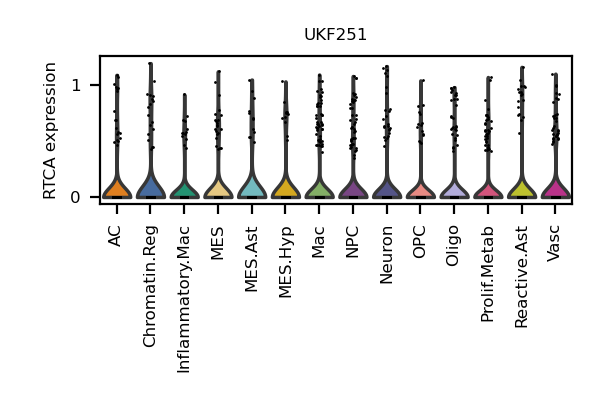 UKF251
RTCA expression
1
0
AC
Chromatin.Reg
Inflammatory.Mac
MES
MES.Ast
MES.Hyp
Mac
NPC
Neuron
OPC
Oligo
Prolif.Metab
Reactive.Ast
Vasc